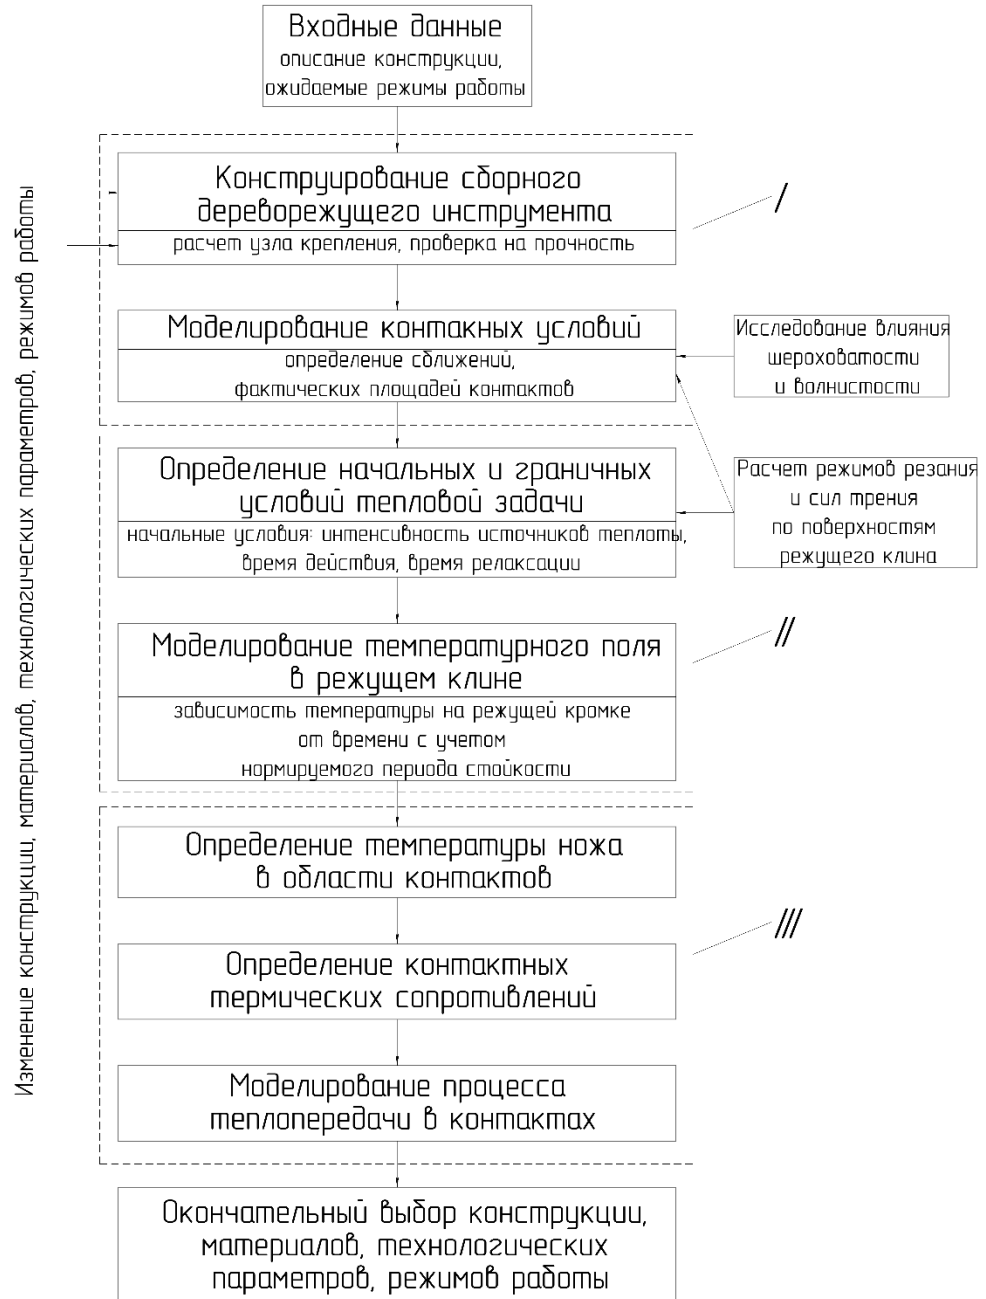 Входные данные
описание конструкции,
ожидаемые режимы работы
Конструирование сборного
дереворежущего инструмента
расчет узла крепления, проверка на прочность
/
Моделирование контакных условий
определение сближений,
фактических площадей контактов
Исследование влияния
шероховатости
и волнистости
Определение начальных и граничных
условий тепловой задачи
начальные условия: интенсивность источников теплоты,
время действия, время релаксации
Расчет режимов резания
и сил трения
по поверхностям
режущего клина
Моделирование температурного поля
в режущем клине
зависимость температуры на режущей кромке
от времени с учетом
нормируемого периода стойкости
//
Определение температуры ножа
в области контактов
Определение контактных
термических сопротивлений
///
Моделирование процесса
теплопередачи в контактах
Окончательный выбор конструкции,
материалов, технологических
параметров, режимов работы
Изменение конструкции, материалов, технологических параметров, режимов работы